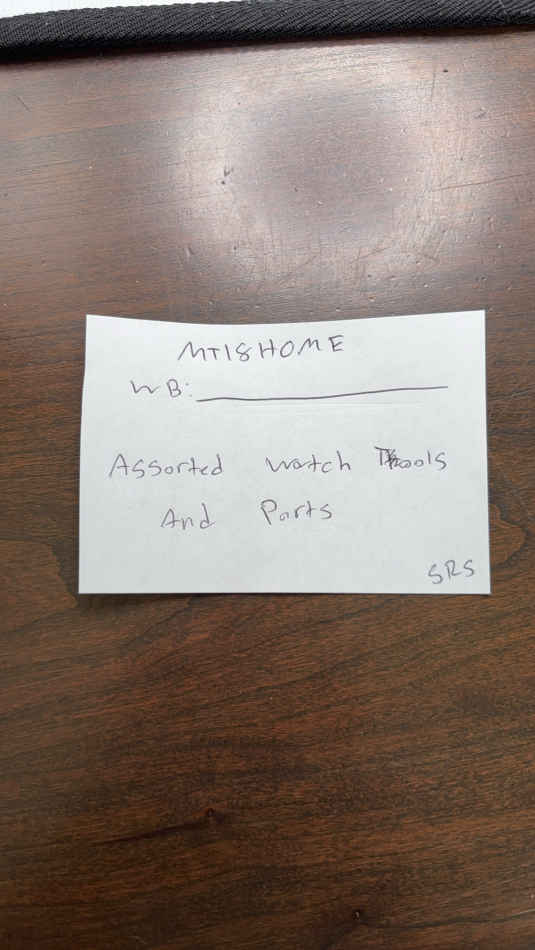 MTISHOME
WB:
Assorted Watch Tools
And Parts
SRS